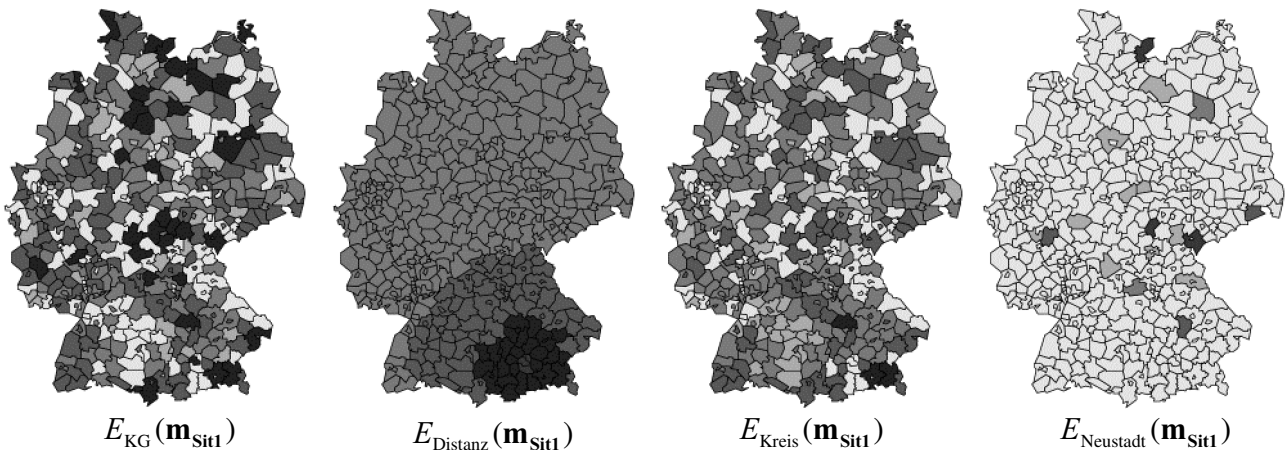 E_KG(m_Sit1)
E_Distanz(m_Sit1)
E_Kreis(m_Sit1)
E_Neustadt(m_Sit1)